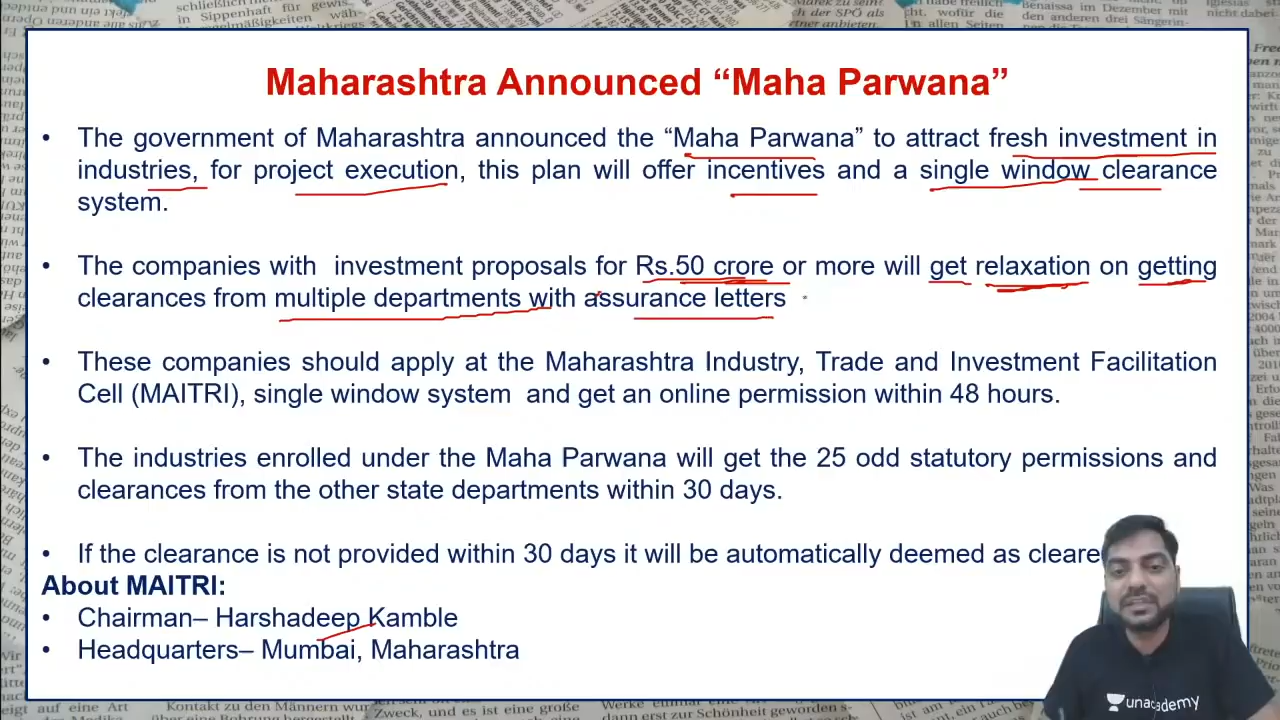 Maharashtra Announced “Maha Parwana”
• The government of Maharashtra announced the “Maha Parwana” to attract fresh investment in
industries, for project execution, this plan will offer incentives and a single window clearance
system.
• The companies with investment proposals for Rs.50 crore or more will get relaxation on getting
clearances from multiple departments with assurance letters
• These companies should apply at the Maharashtra Industry, Trade and Investment Facilitation
Cell (MAITRI), single window system and get an online permission within 48 hours.
• The industries enrolled under the Maha Parwana will get the 25 odd statutory permissions and
clearances from the other state departments within 30 days.
• If the clearance is not provided within 30 days it will be automatically deemed as cleare
About MAITRI:
• Chairman– Harshadeep Kamble
• Headquarters– Mumbai, Maharashtra
unacademy